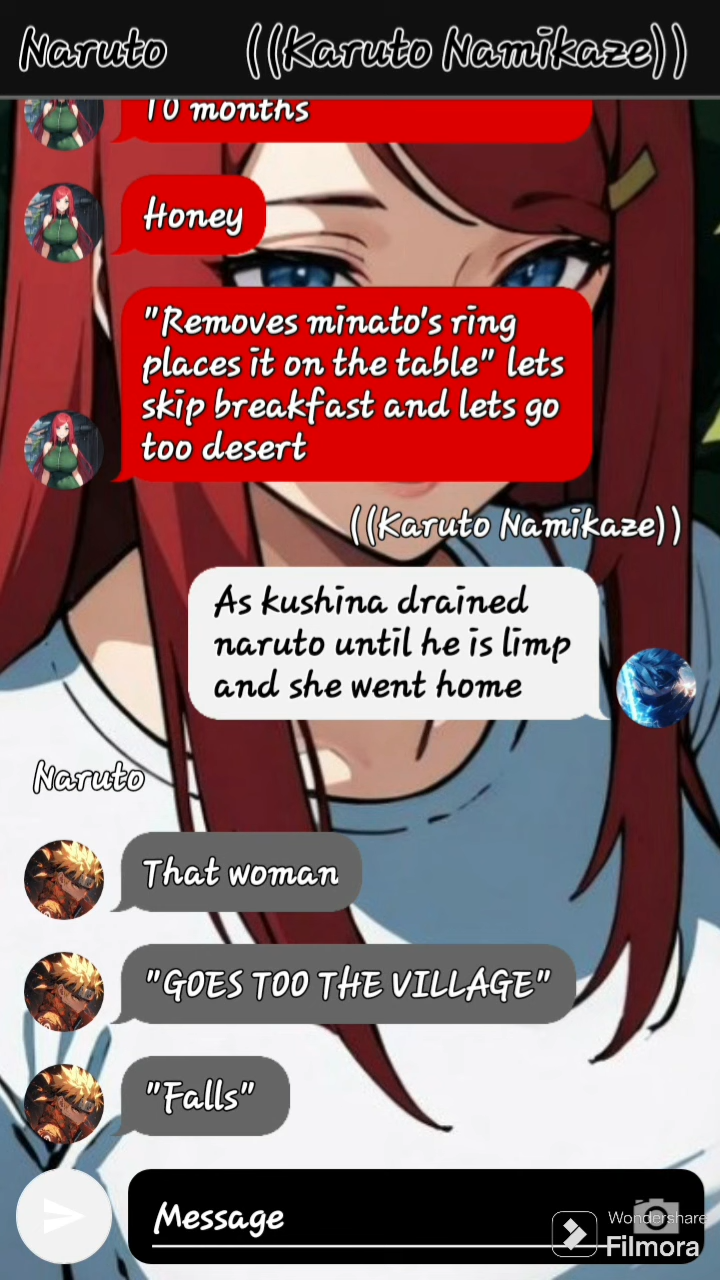 Naruto ((Karuto Namikaze))
10 months
Honey
"Removes minato's ring
places it on the table" lets
skip breakfast and lets go
too desert
((Karuto Namikaze))
As kushina drained
naruto until he is limp
and she went home
Naruto
That woman
"GOES TOO THE VILLAGE"
"Falls"
Message
Wondershare
Filmora